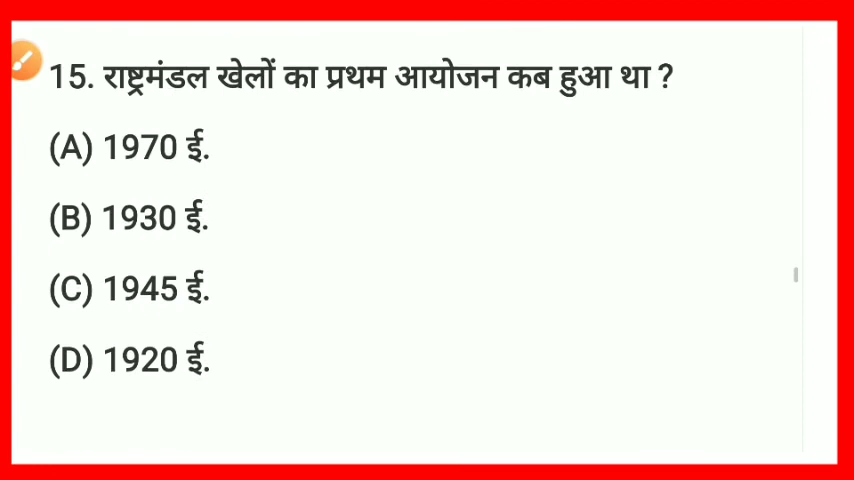 15. राष्ट्रमंडल खेलों का प्रथम आयोजन कब हुआ था ?
(A) 1970 ई.
(B) 1930 ई.
(C) 1945 ई.
(D) 1920 ई.